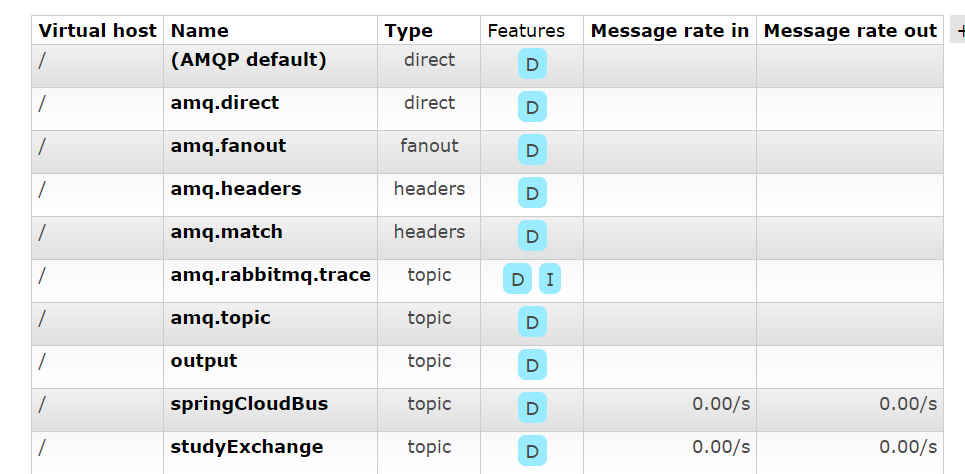 Virtual host Name Type Features Message rate in Message rate out +
/ (AMQP default) direct D
/ amq.direct direct D
/ amq.fanout fanout D
/ amq.headers headers D
/ amq.match headers D
/ amq.rabbitmq.trace topic D I
/ amq.topic topic D
/ output topic D
/ springCloudBus topic D 0.00/s 0.00/s
/ studyExchange topic D 0.00/s 0.00/s